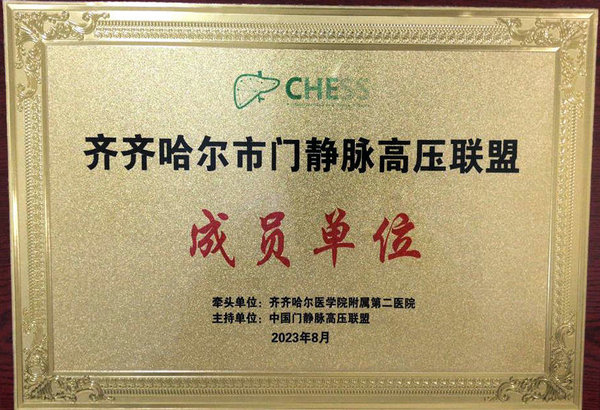 CHESS
齐齐哈尔市门静脉高压联盟
成员单位
牵头单位：齐齐哈尔医学院附属第二医院
主持单位：中国门静脉高压联盟
2023年8月